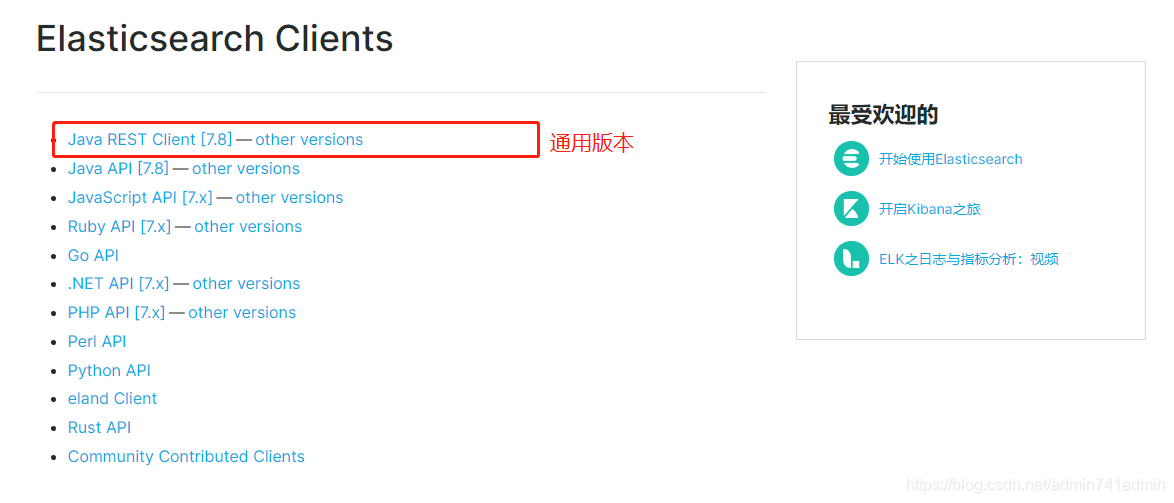 Elasticsearch Clients
Java REST Client [7.8] — other versions
通用版本
Java API [7.8] — other versions
JavaScript API [7.x] — other versions
Ruby API [7.x] — other versions
Go API
.NET API [7.x] — other versions
PHP API [7.x] — other versions
Perl API
Python API
eland Client
Rust API
Community Contributed Clients
最受欢迎的
开始使用Elasticsearch
开启Kibana之旅
ELK之日志与指标分析：视频
https://blog.csdn.net/admin741admin